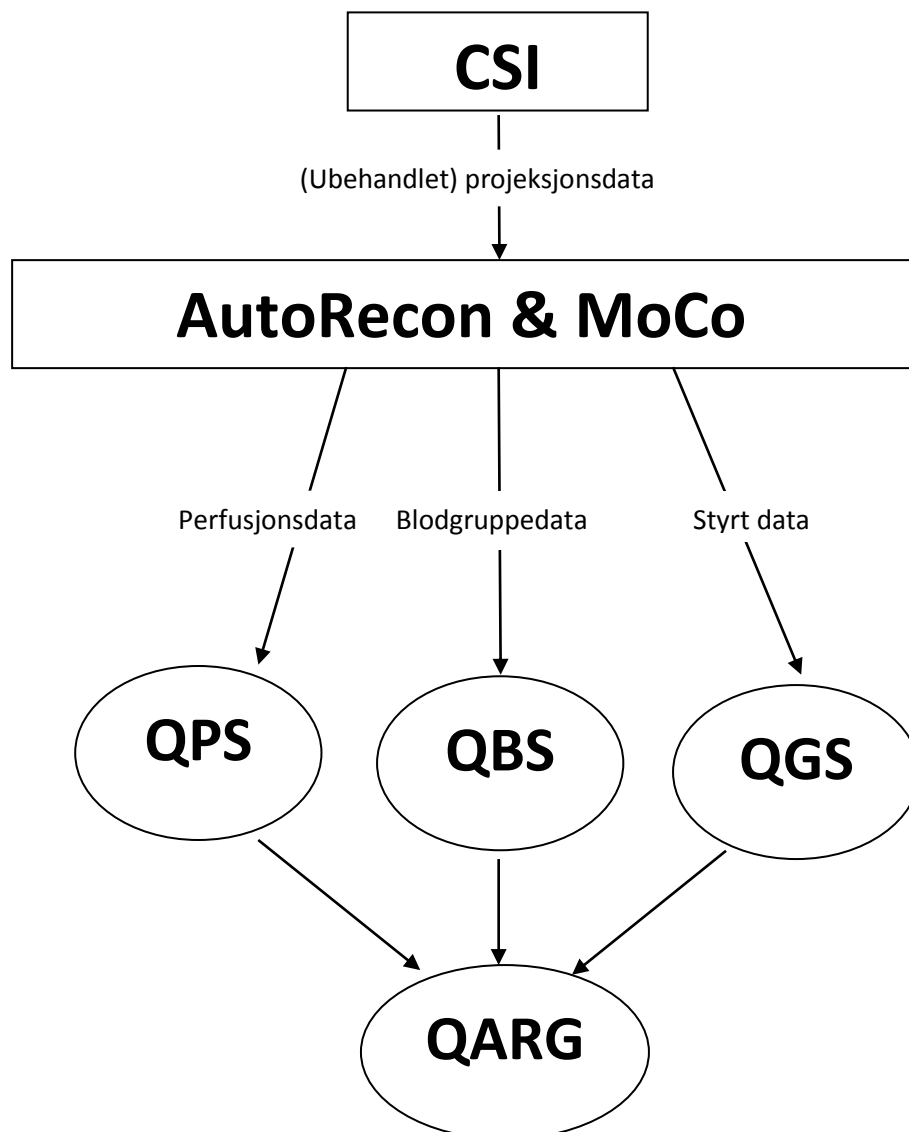 CSI
(Ubehandlet) projeksjonsdata
AutoRecon & MoCo
Perfusjonsdata Blodgruppedata Styrt data
QPS QBS QGS
QARG